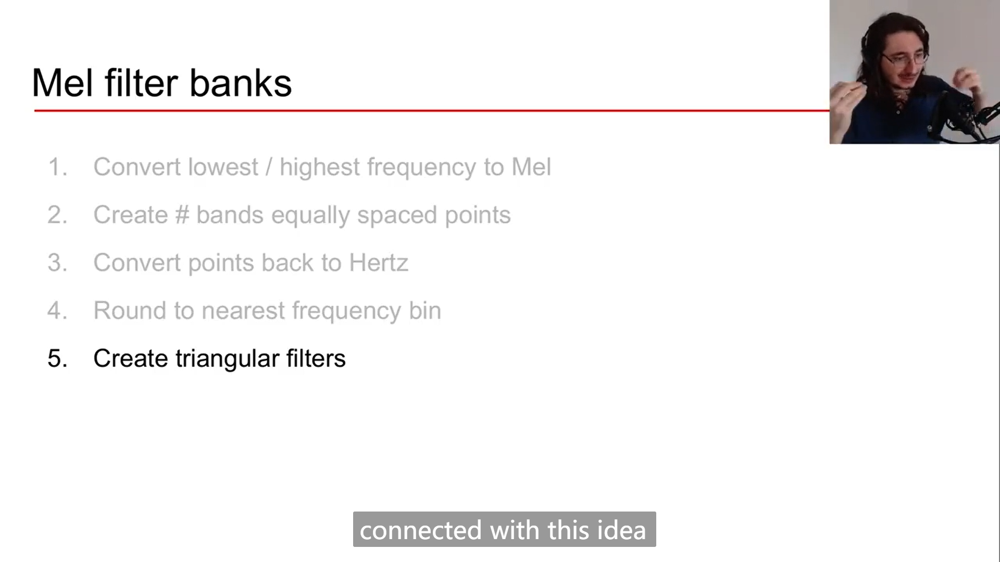 Mel filter banks
1. Convert lowest / highest frequency to Mel
2. Create # bands equally spaced points
3. Convert points back to Hertz
4. Round to nearest frequency bin
5. Create triangular filters
connected with this idea